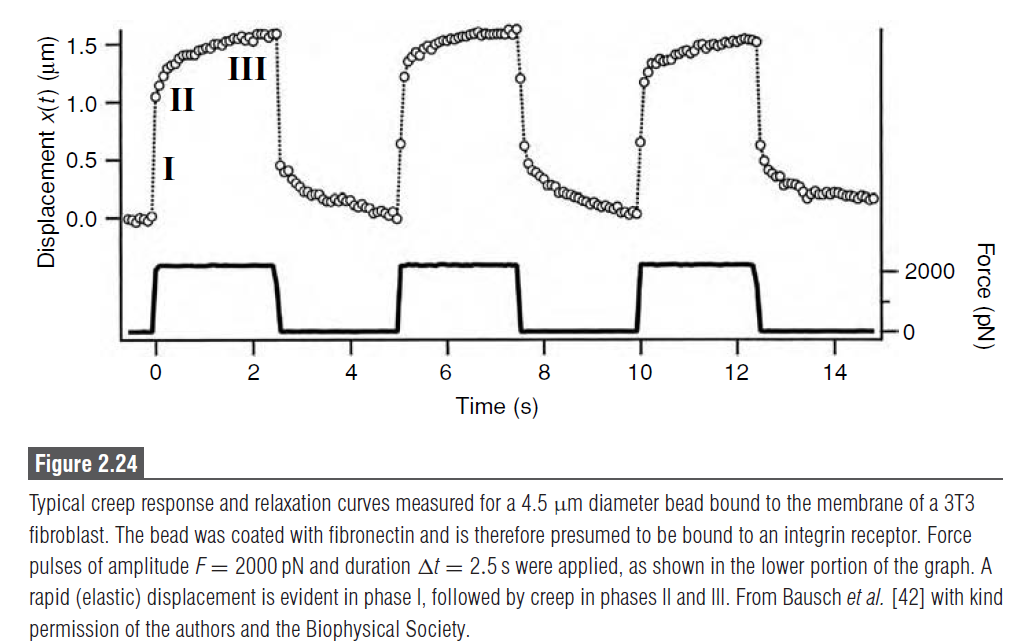 Displacement x(t) (μm)
1.5
1.0
0.5
0.0
I
II
III
2000
0
Force (pN)
0 2 4 6 8 10 12 14
Time (s)
Figure 2.24
Typical creep response and relaxation curves measured for a 4.5 μm diameter bead bound to the membrane of a 3T3
fibroblast. The bead was coated with fibronectin and is therefore presumed to be bound to an integrin receptor. Force
pulses of amplitude F = 2000 pN and duration Δt = 2.5 s were applied, as shown in the lower portion of the graph. A
rapid (elastic) displacement is evident in phase I, followed by creep in phases II and III. From Bausch et al. [42] with kind
permission of the authors and the Biophysical Society.